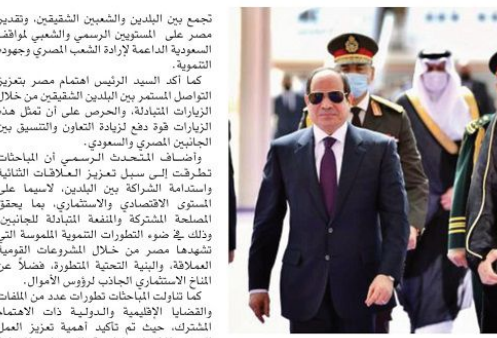 تجمع بين البلدين والشعبين الشقيقين، وتقدير
مصر على المستويين الرسمي والشعبي لمواقف
السعودية الداعمة لإرادة الشعب المصري وجهوده
التنموية.
كما أكد السيد الرئيس اهتمام مصر بتعزيز
التواصل المستمر بين البلدين الشقيقين من خلال
الزيارات المتبادلة، والحرص على أن تمثل هذه
الزيارات قوة دفع لزيادة التعاون والتنسيق بين
الجانبين المصري والسعودي.
وأضاف المتحدث الرسمي أن المباحثات
تطرقت إلى سبل تعزيز العلاقات الثنائية
واستدامة الشراكة بين البلدين، لاسيما على
المستوى الاقتصادي والاستثماري، بما يحقق
المصلحة المشتركة والمنفعة المتبادلة للجانبين،
وذلك في ضوء التطورات التنموية الملموسة التي
تشهدها مصر من خلال المشروعات القومية
العملاقة، والبنية التحتية المتطورة، فضلاً عن
المناخ الاستثماري الجاذب لرؤوس الأموال.
كما تناولت المباحثات تطورات عدد من الملفات
والقضايا الإقليمية والدولية ذات الاهتمام
المشترك، حيث تم تأكيد أهمية تعزيز العمل